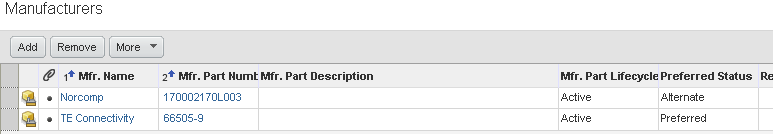 Manufacturers
Add Remove More
1 Mfr. Name 2 Mfr. Part Numb Mfr. Part Description Mfr. Part Lifecycle Preferred Status Re
Norcomp 170002170L003 Active Alternate
TE Connectivity 66505-9 Active Preferred